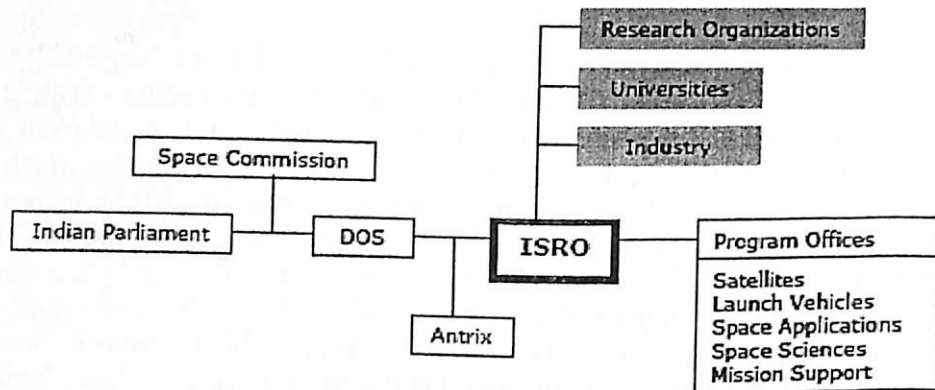 Research Organizations
Universities
Industry
Space Commission
Indian Parliament
DOS
ISRO
Antrix
Program Offices
Satellites
Launch Vehicles
Space Applications
Space Sciences
Mission Support